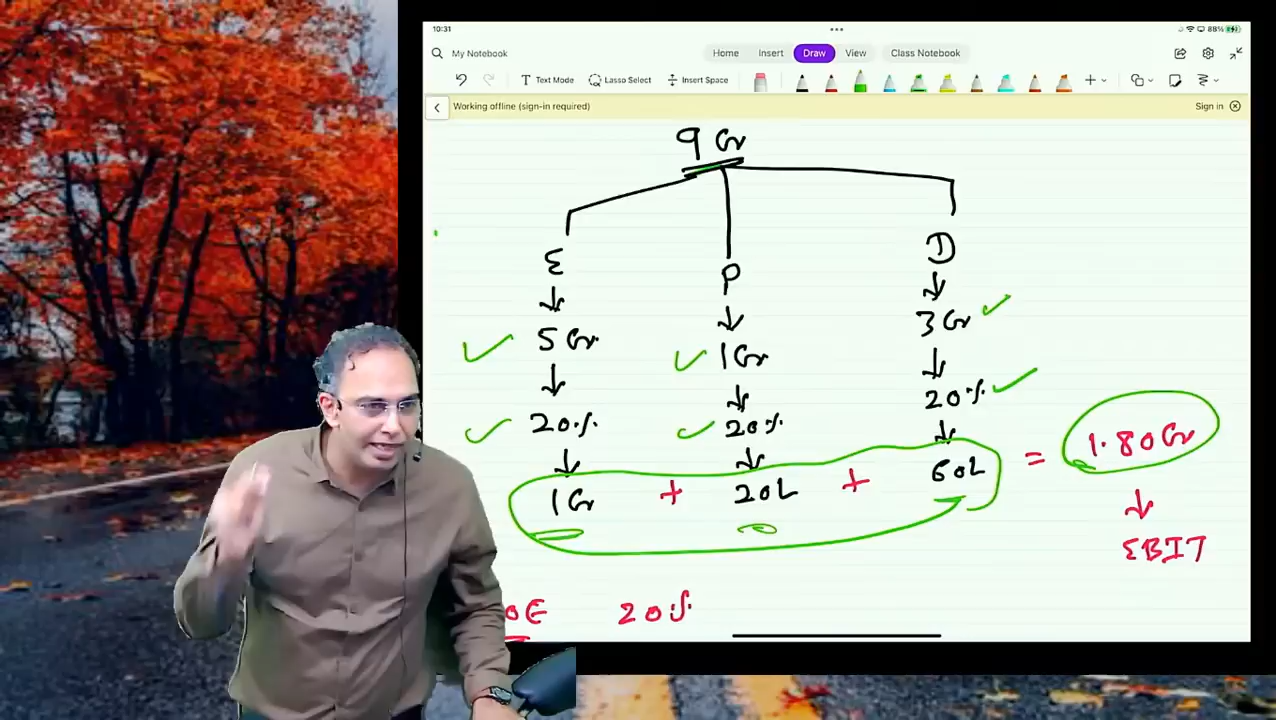 10:31
88%
My Notebook
Home Insert Draw View Class Notebook
Text Mode Lasso Select Insert Space
Working offline (sign-in required) Sign in
9 Cr
E P D
5 Cr 1 Cr 3 Cr
20% 20% 20%
1 Cr + 20L + 60L = 1.80 Cr
EBIT
OE 20%